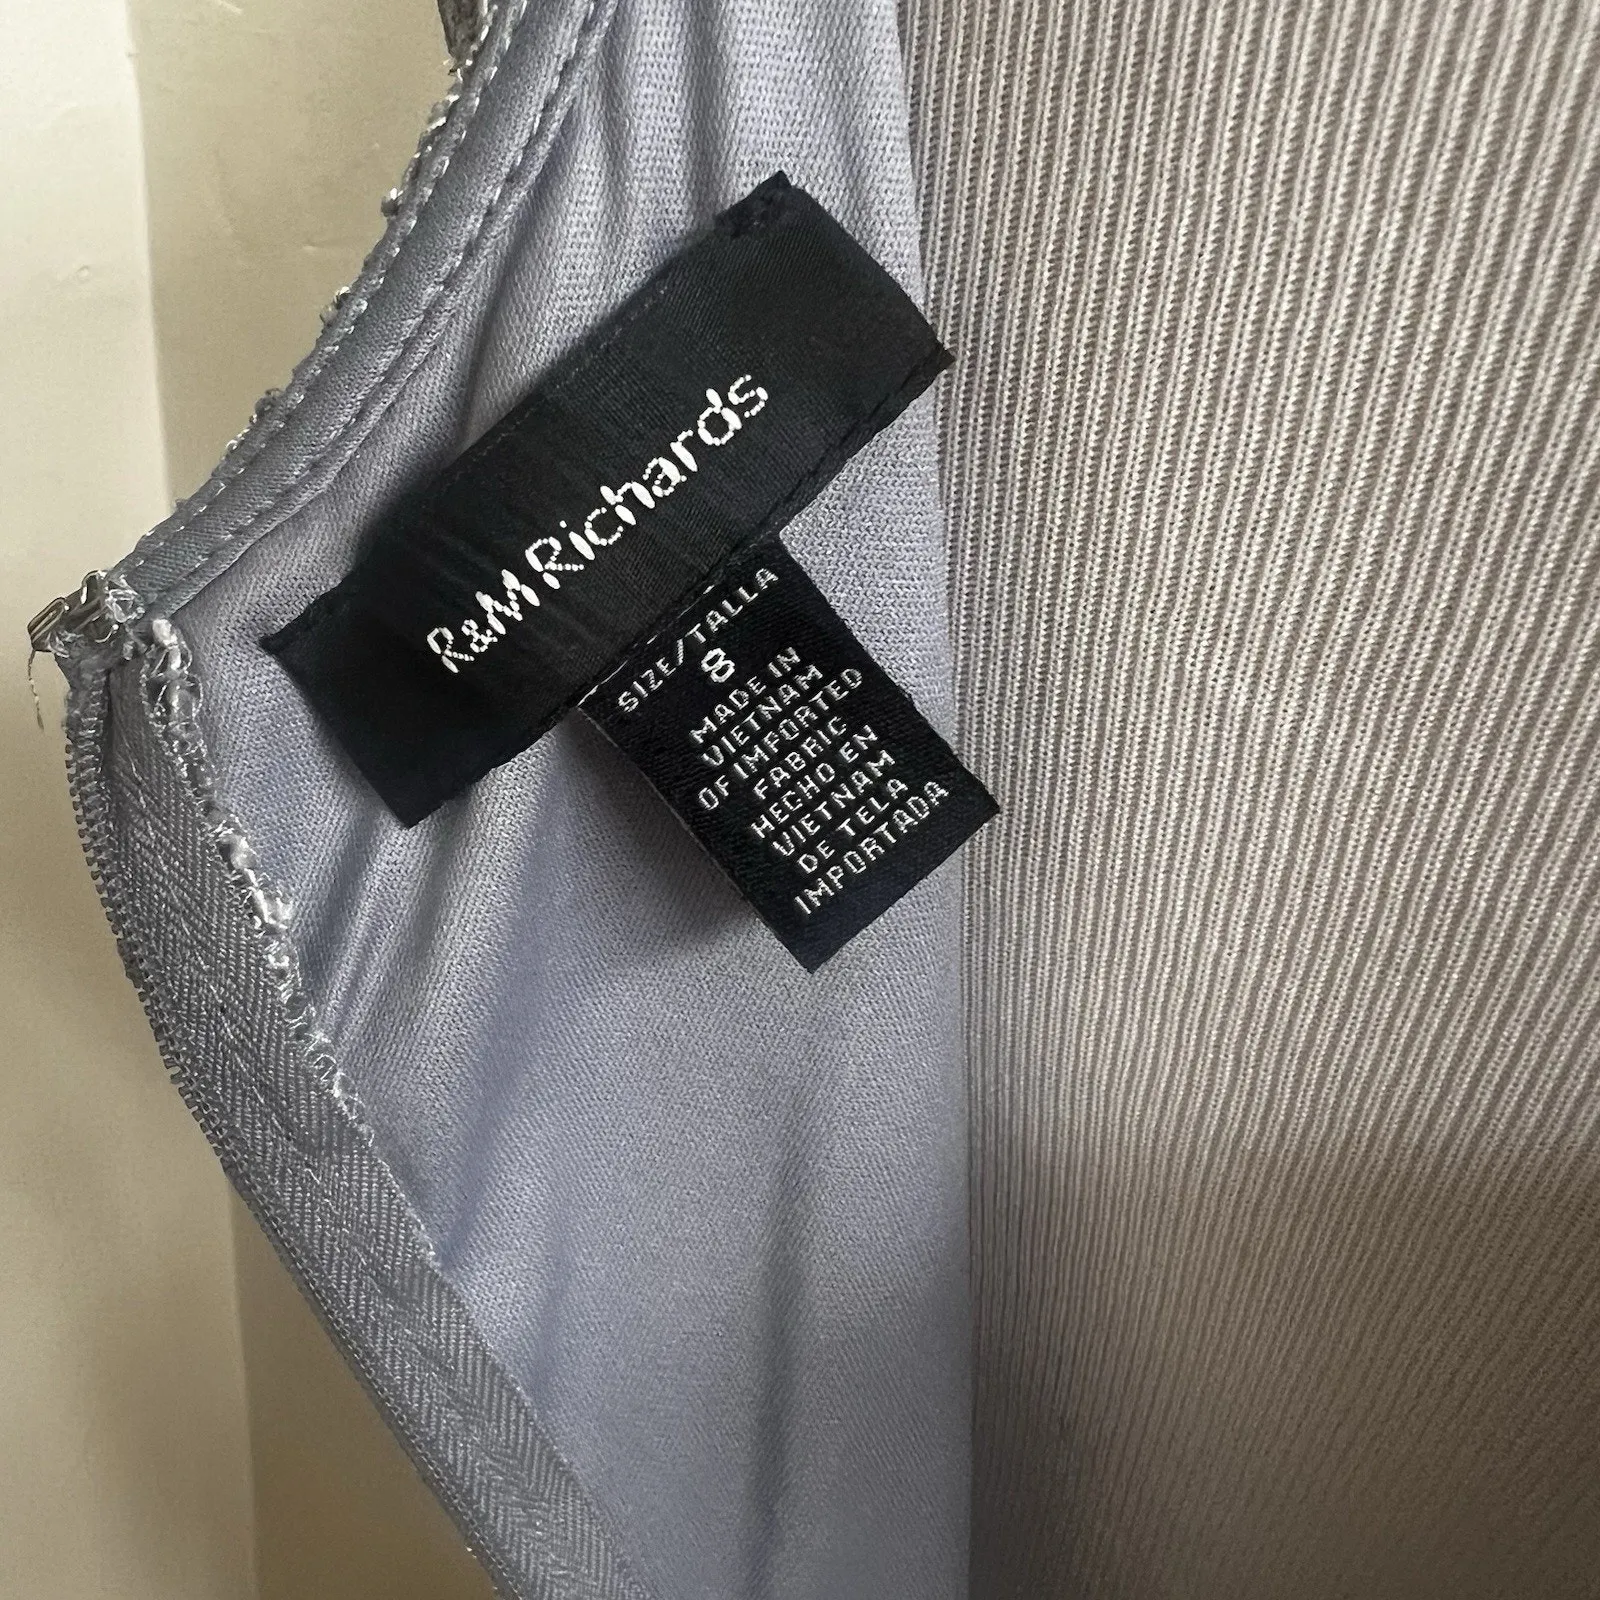 R&M Richards
SIZE/TALLA
8
MADE IN
VIETNAM
OF IMPORTED
FABRIC
HECHO EN
VIETNAM
DE TELA
IMPORTADA